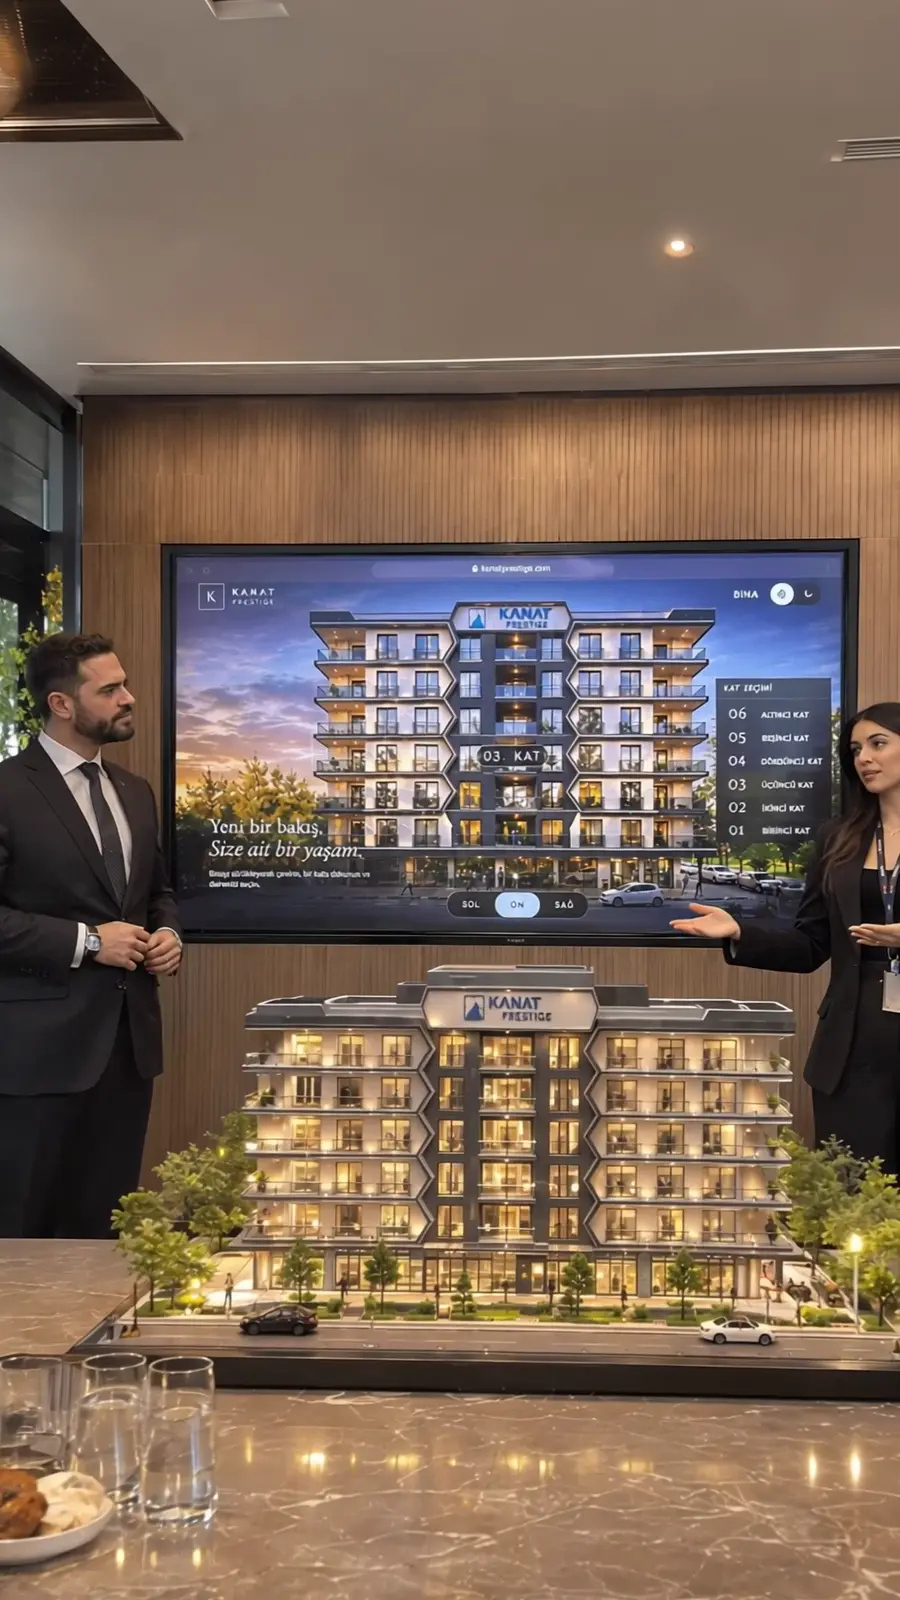 kanatprestige.com
K
KANAT
PRESTIGE
BİNA
KANAT
PRESTIGE
KAT SEÇİMİ
06 ALTINCI KAT
05 BEŞİNCİ KAT
04 DÖRDÜNCÜ KAT
03 ÜÇÜNCÜ KAT
02 İKİNCİ KAT
01 BİRİNCİ KAT
03. KAT
Yeni bir bakış,
Size ait bir yaşam.
SOL ÖN SAĞ
KANAT
PRESTIGE